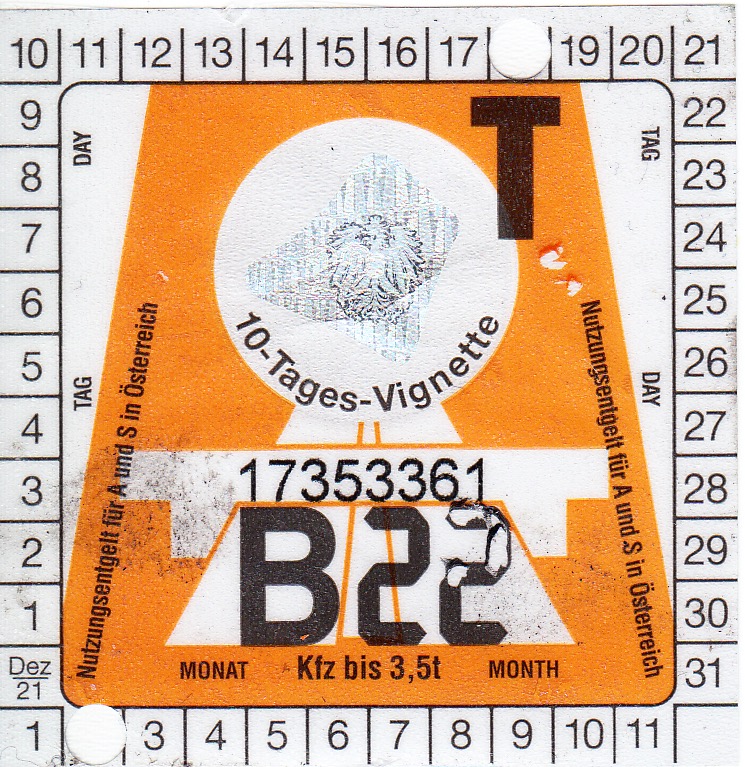 10 11 12 13 14 15 16 17 19 20 21
9 22
8 23
7 24
6 25
5 26
4 27
3 28
2 29
1 30
Dez 21 31
1 3 4 5 6 7 8 9 10 11
DAY
TAG
T
TAG
DAY
10-Tages-Vignette
Nutzungsentgelt für A und S in Österreich
Nutzungsentgelt für A und S in Österreich
17353361
B22
MONAT Kfz bis 3,5t MONTH